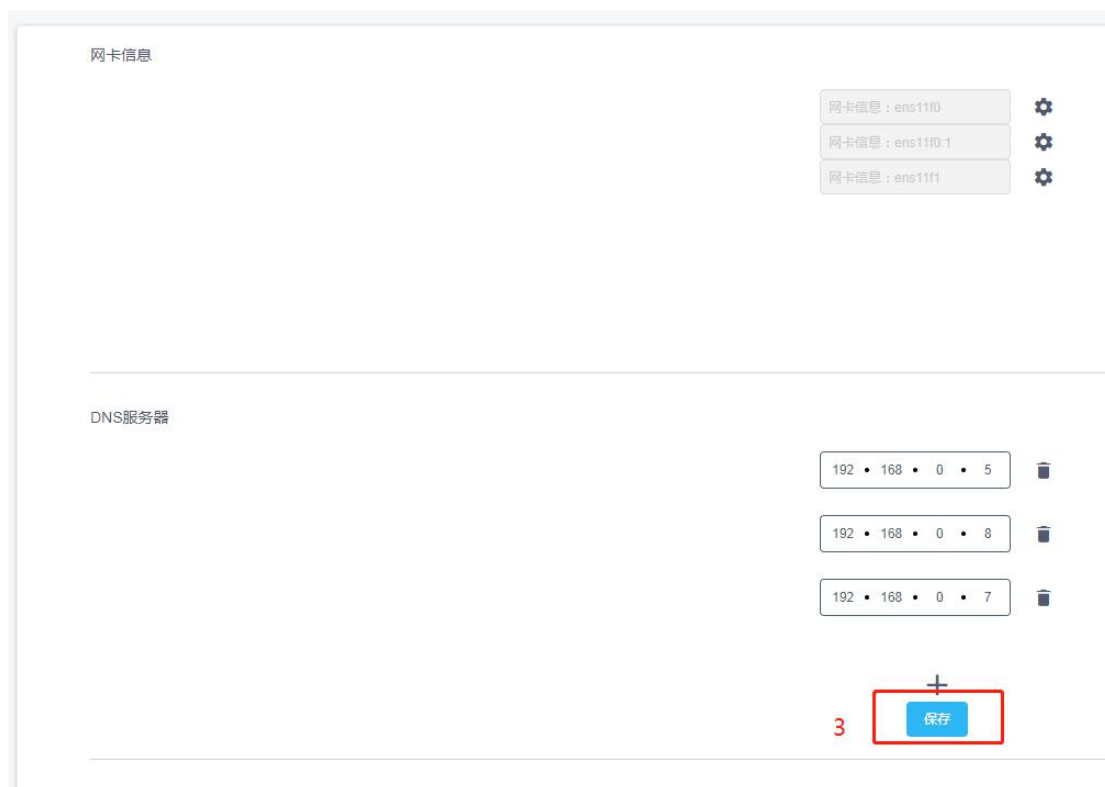 网卡信息
网卡信息：ens11f0
网卡信息：ens11f0:1
网卡信息：ens11f1
DNS服务器
192 • 168 • 0 • 5
192 • 168 • 0 • 8
192 • 168 • 0 • 7
+
3 保存